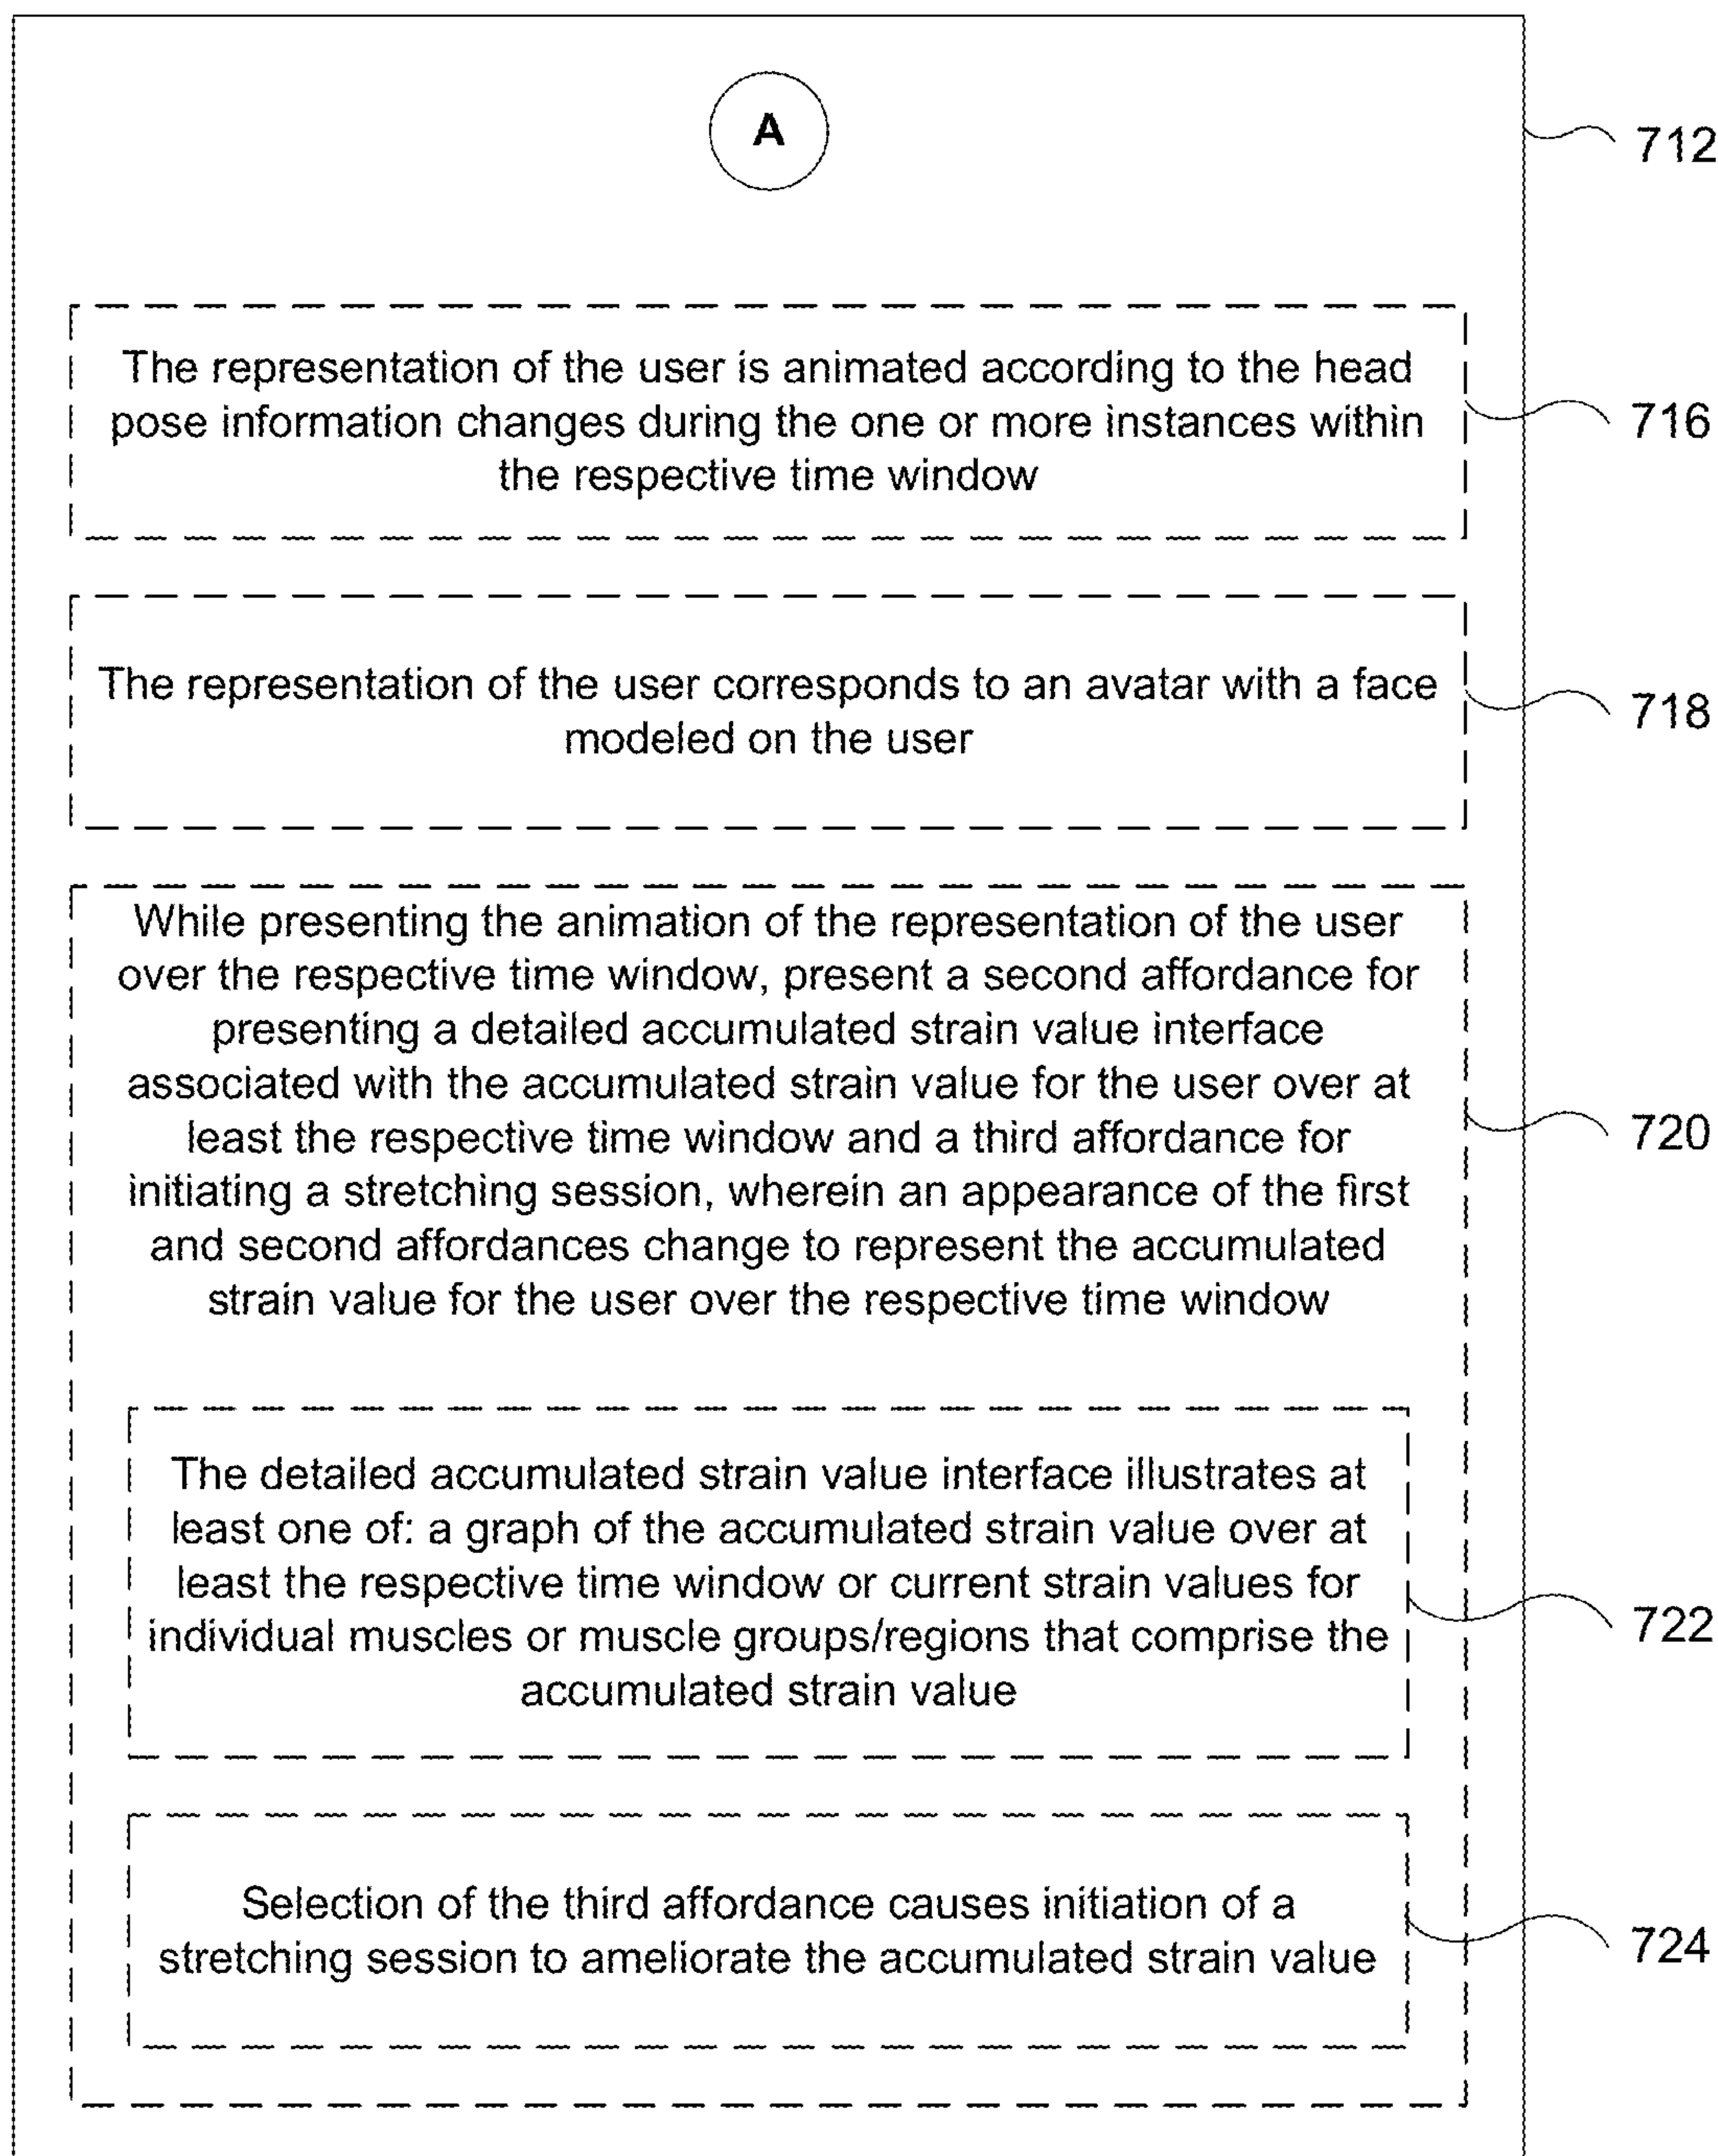 A
712
The representation of the user is animated according to the head
pose information changes during the one or more instances within
the respective time window
716
The representation of the user corresponds to an avatar with a face
modeled on the user
718
While presenting the animation of the representation of the user
over the respective time window, present a second affordance for
presenting a detailed accumulated strain value interface
associated with the accumulated strain value for the user over at
least the respective time window and a third affordance for
initiating a stretching session, wherein an appearance of the first
and second affordances change to represent the accumulated
strain value for the user over the respective time window
720
The detailed accumulated strain value interface illustrates at
least one of: a graph of the accumulated strain value over at
least the respective time window or current strain values for
individual muscles or muscle groups/regions that comprise the
accumulated strain value
722
Selection of the third affordance causes initiation of a
stretching session to ameliorate the accumulated strain value
724